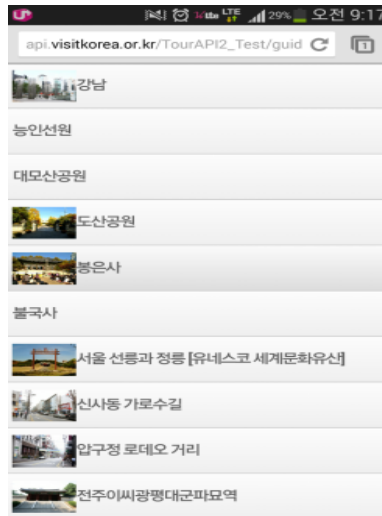 LTE 29% 오전 9:17
api.visitkorea.or.kr/TourAPI2_Test/guid
1
강남
능인선원
대모산공원
도산공원
봉은사
불국사
서울 선릉과 정릉 [유네스코 세계문화유산]
신사동 가로수길
압구정 로데오 거리
전주이씨광평대군파묘역